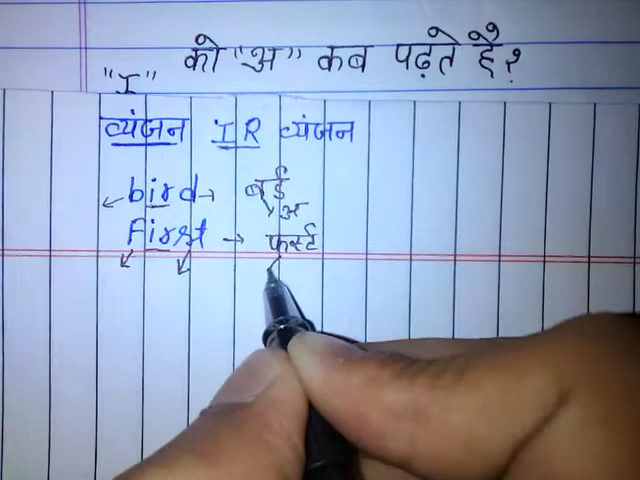 "I" को "अ" कब पढ़ते है?
व्यंजन IR व्यंजन
bird → बर्ड
अ
First → फर्स्ट